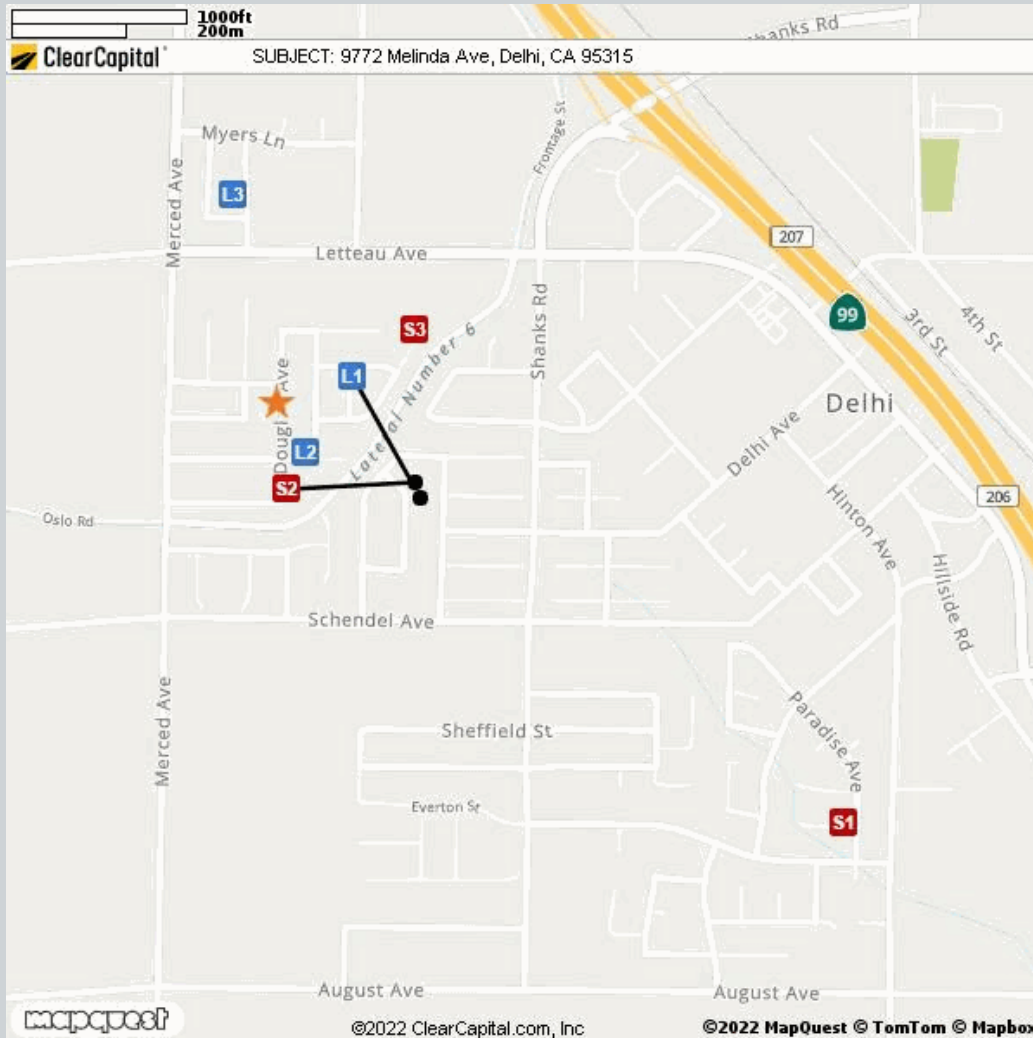 1000ft
200m
Shanks Rd
ClearCapital
SUBJECT: 9772 Melinda Ave, Delhi, CA 95315
Myers Ln
Frontage St
L3
Merced Ave
207
Letteau Ave
99
3rd St
4th St
S3
Lateral Number 6
Shanks Rd
L1
Dougl Ave
Delhi
L2
Delhi Ave
S2
Hinton Ave
206
Oslo Rd
Hillside Rd
Schendel Ave
Merced Ave
Sheffield St
Paradise Ave
Everton St
S1
August Ave
August Ave
mapquest
©2022 ClearCapital.com, Inc
©2022 MapQuest © TomTom © Mapbox